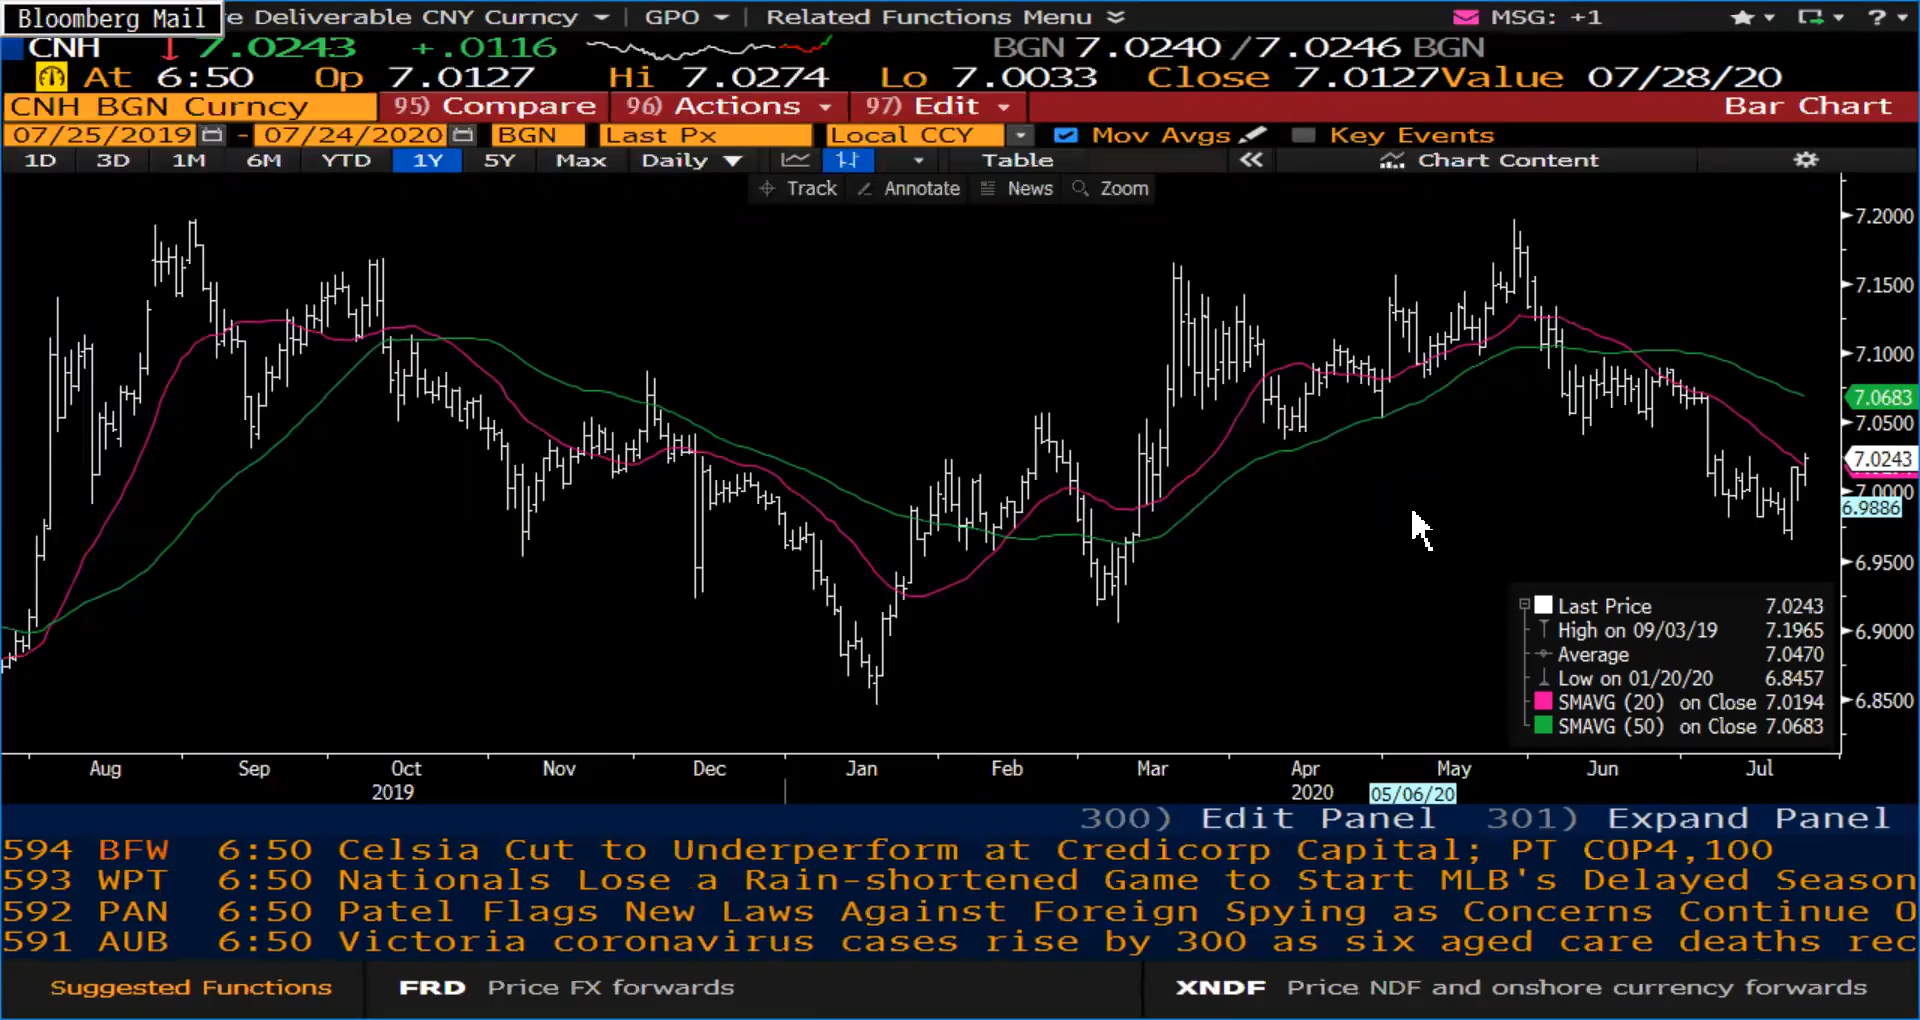 Bloomberg Mail e Deliverable CNY Curncy GPO Related Functions Menu MSG: +1 ?
CNH 7.0243 +.0116 BGN 7.0240 /7.0246 BGN
At 6:50 Op 7.0127 Hi 7.0274 Lo 7.0033 Close 7.0127 Value 07/28/20
CNH BGN Curncy 95) Compare 96) Actions 97) Edit Bar Chart
07/25/2019 - 07/24/2020 BGN Last Px Local CCY Mov Avgs Key Events
1D 3D 1M 6M YTD 1Y 5Y Max Daily Table Chart Content
Track Annotate News Zoom
7.2000
7.1500
7.1000
7.0683
7.0500
7.0243
7.0000
6.9886
6.9500
6.9000
6.8500
Last Price 7.0243
High on 09/03/19 7.1965
Average 7.0470
Low on 01/20/20 6.8457
SMAVG (20) on Close 7.0194
SMAVG (50) on Close 7.0683
Aug Sep Oct Nov Dec Jan Feb Mar Apr May Jun Jul
2019 2020 05/06/20
300) Edit Panel 301) Expand Panel
594 BFW 6:50 Celsia Cut to Underperform at Credicorp Capital; PT COP4,100
593 WPT 6:50 Nationals Lose a Rain-shortened Game to Start MLB's Delayed Season
592 PAN 6:50 Patel Flags New Laws Against Foreign Spying as Concerns Continue O
591 AUB 6:50 Victoria coronavirus cases rise by 300 as six aged care deaths rec
Suggested Functions FRD Price FX forwards XNDF Price NDF and onshore currency forwards